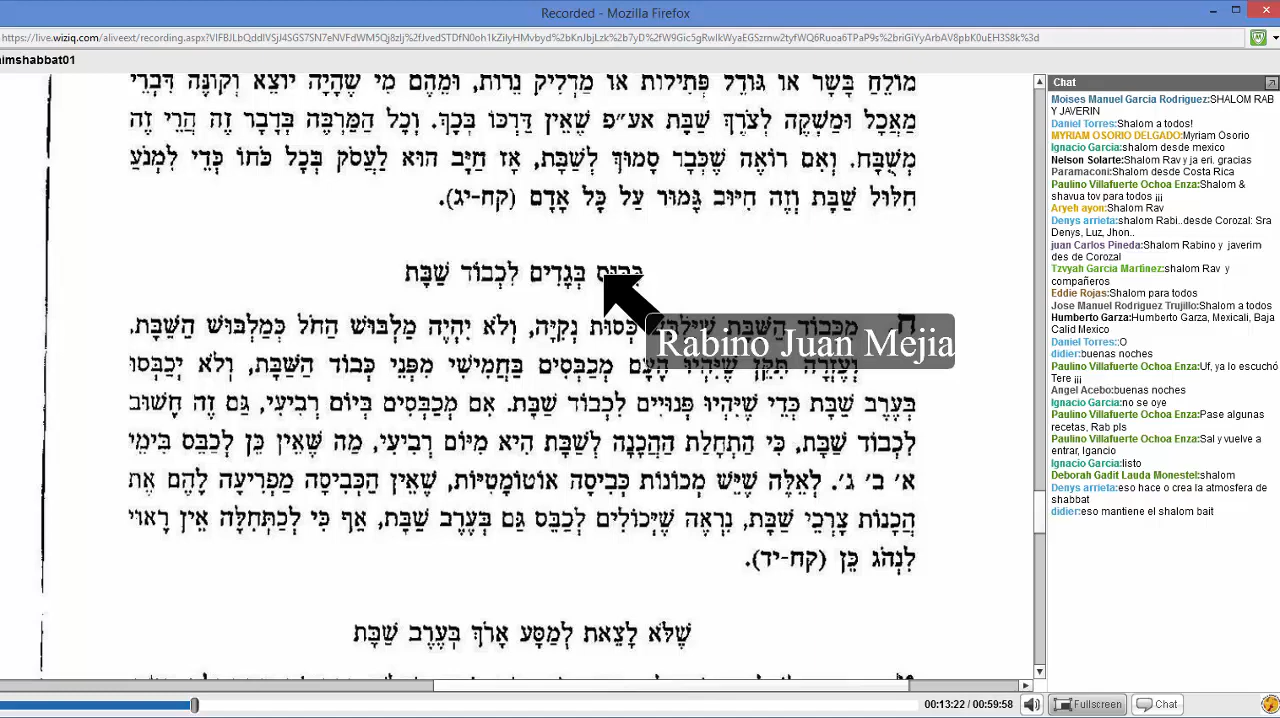 Recorded - Mozilla Firefox
himshabbat01
מוֹלֵחַ בָּשָׂר אוֹ גּוֹדֵל פְּתִילוֹת אוֹ מַדְלִיק נֵרוֹת, וּמֵהֶם מִי שֶׁהָיָה יוֹצֵא וְקוֹנֶה דִּבְרֵי
מַאֲכָל וּמַשְׁקֶה לְצֹרֶךְ שַׁבָּת אע״פ שֶׁאֵין דַּרְכּוֹ בְּכָךְ. וְכָל הַמַּרְבֶּה בְּדָבָר זֶה הֲרֵי זֶה
מְשֻׁבָּח. וְאִם רוֹאֶה שֶׁכְּבָר סָמוּךְ לְשַׁבָּת, אָז חַיָּב הוּא לַעֲסֹק בְּכָל כֹּחוֹ כְּדֵי לִמְנֹעַ
חִלּוּל שַׁבָּת וְזֶה חִיּוּב גָּמוּר עַל כָּל אָדָם (קח-יג).
בְּגָדִים לִכְבוֹד שַׁבָּת
ח. מִכְּבוֹד הַשַּׁבָּת כְּסוּת נְקִיָּה, וְלֹא יִהְיֶה מַלְבּוּשׁ הַחֹל כְּמַלְבּוּשׁ הַשַּׁבָּת.
וְעֶזְרָא תִּקֵּן שֶׁיִּהְיוּ הָעָם מְכַבְּסִים בַּחֲמִישִׁי מִפְּנֵי כְּבוֹד הַשַּׁבָּת, וְלֹא יְכַבְּסוּ
בְּעֶרֶב שַׁבָּת כְּדֵי שֶׁיִּהְיוּ פְּנוּיִים לִכְבוֹד שַׁבָּת. אִם מְכַבְּסִים בְּיוֹם רְבִיעִי, גַּם זֶה חָשׁוּב
לִכְבוֹד שַׁבָּת, כִּי הַתְחָלַת הַהֲכָנָה לְשַׁבָּת הִיא מִיּוֹם רְבִיעִי, מַה שֶּׁאֵין כֵּן לְכַבֵּס בִּימֵי
א׳ ב׳ ג׳. לְאֵלֶּה שֶׁיֵּשׁ מְכוֹנוֹת כְּבִיסָה אוֹטוֹמָטִיּוֹת, שֶׁאֵין הַכְּבִיסָה מַפְרִיעָה לָהֶם אֶת
הֲכָנוֹת צָרְכֵי שַׁבָּת, נִרְאֶה שֶׁיְּכוֹלִים לְכַבֵּס גַּם בְּעֶרֶב שַׁבָּת, אַף כִּי לְכַתְּחִלָּה אֵין רָאוּי
לִנְהֹג כֵּן (קח-יד).
שֶׁלֹּא לָצֵאת לְמַסָּע אָרֹךְ בְּעֶרֶב שַׁבָּת
Rabino Juan Mejia
Chat
Moises Manuel Garcia Rodriguez:SHALOM RAB
Y JAVERIN
Daniel Torres:Shalom a todos!
MYRIAM OSORIO DELGADO:Myriam Osorio
Ignacio Garcia:shalom desde mexico
Nelson Solarte:Shalom Rav y ja eri. gracias
Paramaconi:Shalom desde Costa Rica
Paulino Villafuerte Ochoa Enza:Shalom &
shavua tov para todos ¡¡¡
Aryeh ayon:Shalom Rav
Denys arrieta:shalom Rabi..desde Corozal: Sra
Denys, Luz, Jhon..
juan Carlos Pineda:Shalom Rabino y javerim
des de Corozal
Tzvyah Garcia Martinez:shalom Rav y
compañeros
Eddie Rojas:Shalom para todos
Jose Manuel Rodriguez Trujillo:Shalom a todos
Humberto Garza:Humberto Garza, Mexicali, Baja
Calid Mexico
Daniel Torres::O
didier:buenas noches
Paulino Villafuerte Ochoa Enza:Uf, ya lo escuchó
Tere ¡¡¡
Angel Acebo:buenas noches
Ignacio Garcia:no se oye
Paulino Villafuerte Ochoa Enza:Pase algunas
recetas, Rab pls
Paulino Villafuerte Ochoa Enza:Sal y vuelve a
entrar, Igancio
Ignacio Garcia:listo
Deborah Gadit Lauda Monestel:shalom
Denys arrieta:eso hace o crea la atmosfera de
shabbat
didier:eso mantiene el shalom bait
00:13:22 / 00:59:58
Fullscreen
Chat